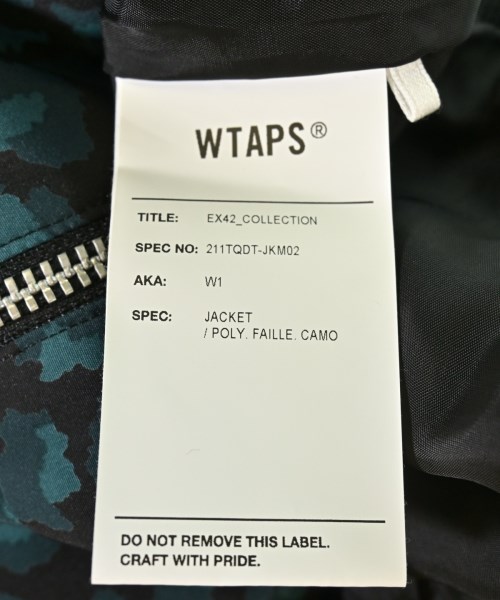 WTAPS®
TITLE: EX42_COLLECTION
SPEC NO: 211TQDT-JKM02
AKA: W1
SPEC: JACKET
/ POLY. FAILLE. CAMO
DO NOT REMOVE THIS LABEL.
CRAFT WITH PRIDE.